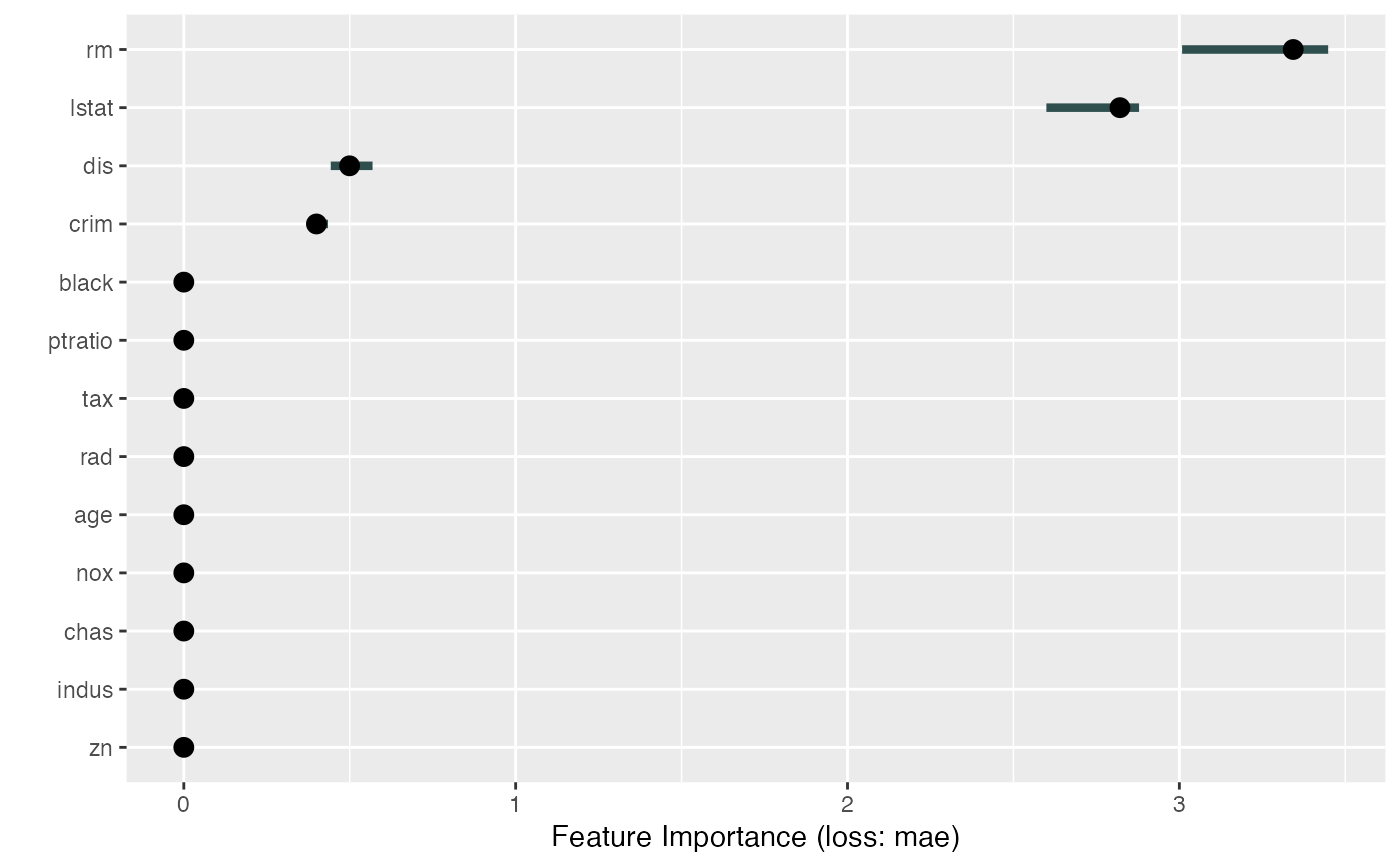 rm
lstat
dis
crim
black
ptratio
tax
rad
age
nox
chas
indus
zn
0 1 2 3
Feature Importance (loss: mae)